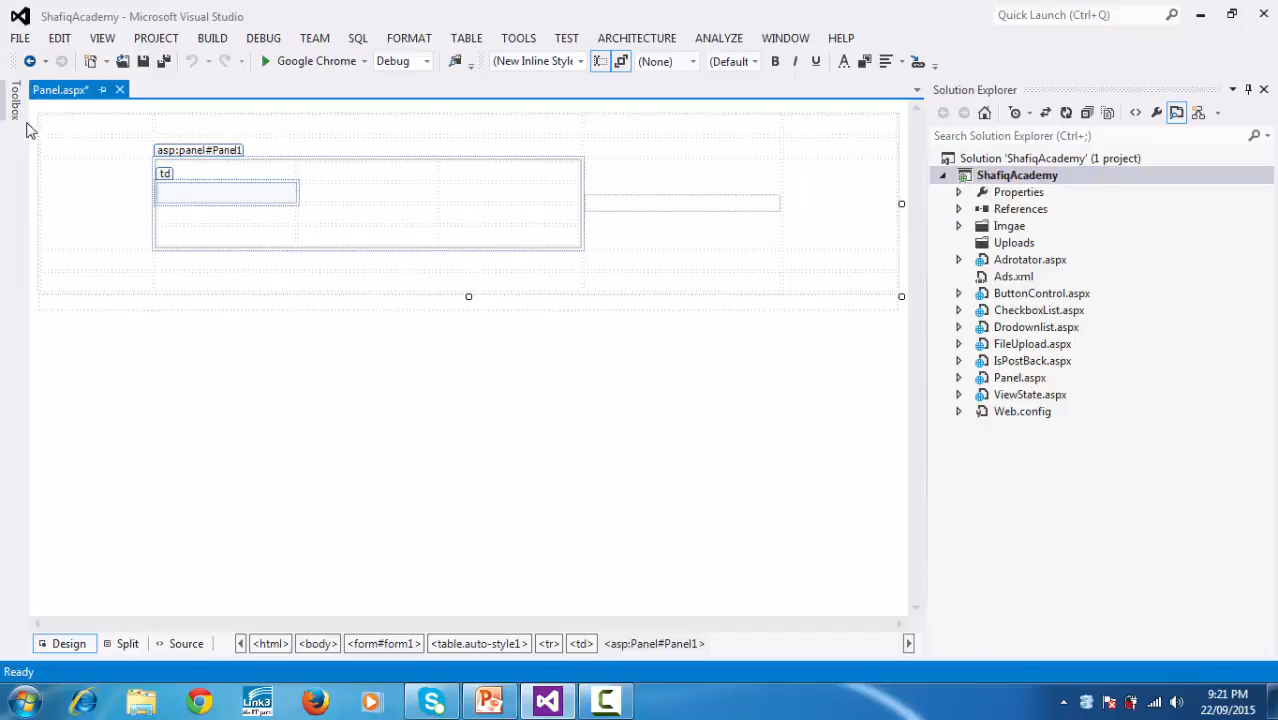 ShafiqAcademy - Microsoft Visual Studio
Quick Launch (Ctrl+Q)
FILE EDIT VIEW PROJECT BUILD DEBUG TEAM SQL FORMAT TABLE TOOLS TEST ARCHITECTURE ANALYZE WINDOW HELP
Google Chrome Debug (New Inline Style (None) (Default B I U A
Toolbox
Panel.aspx*
asp:panel#Panel1
td
Solution Explorer
Search Solution Explorer (Ctrl+;)
Solution 'ShafiqAcademy' (1 project)
ShafiqAcademy
Properties
References
Imgae
Uploads
Adrotator.aspx
Ads.xml
ButtonControl.aspx
CheckboxList.aspx
Drodownlist.aspx
FileUpload.aspx
IsPostBack.aspx
Panel.aspx
ViewState.aspx
Web.config
Design Split Source <html> <body> <form#form1> <table.auto-style1> <tr> <td> <asp:Panel#Panel1>
Ready
Link3
9:21 PM
22/09/2015